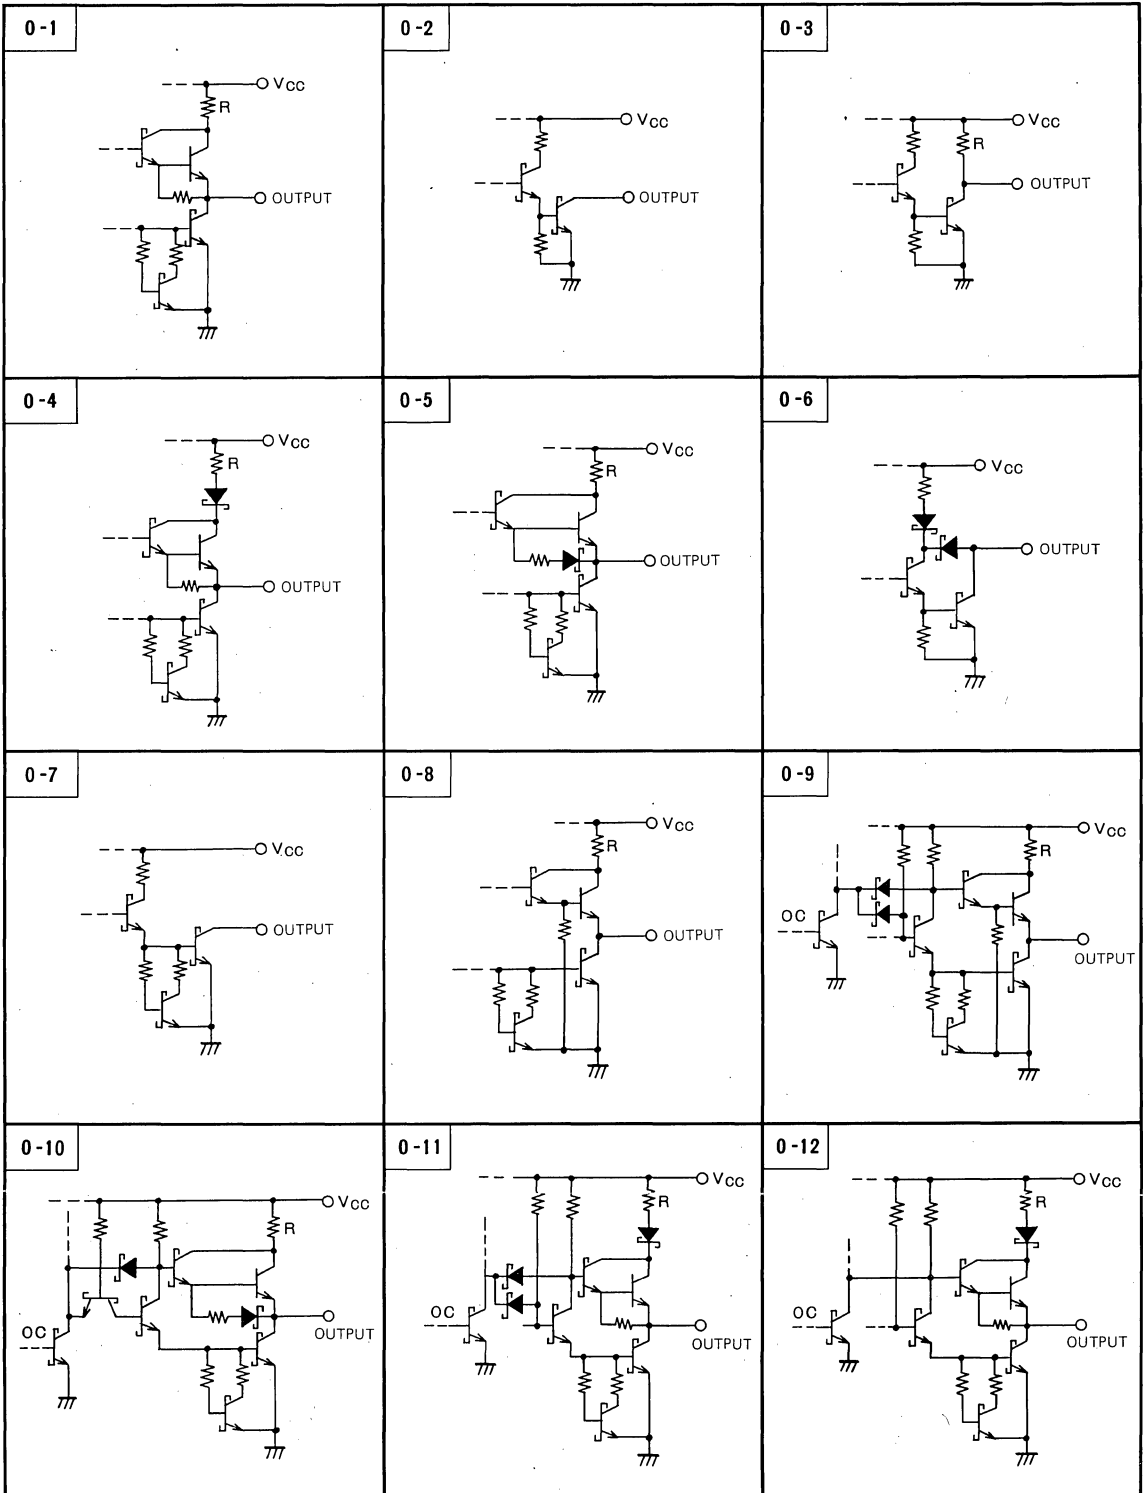 0-1
VCC
R
OUTPUT
0-2
VCC
OUTPUT
0-3
VCC
R
OUTPUT
0-4
VCC
R
OUTPUT
0-5
VCC
R
OUTPUT
0-6
VCC
OUTPUT
0-7
VCC
OUTPUT
0-8
VCC
R
OUTPUT
0-9
VCC
R
OC
OUTPUT
0-10
VCC
R
OC
OUTPUT
0-11
VCC
R
OC
OUTPUT
0-12
VCC
R
OC
OUTPUT